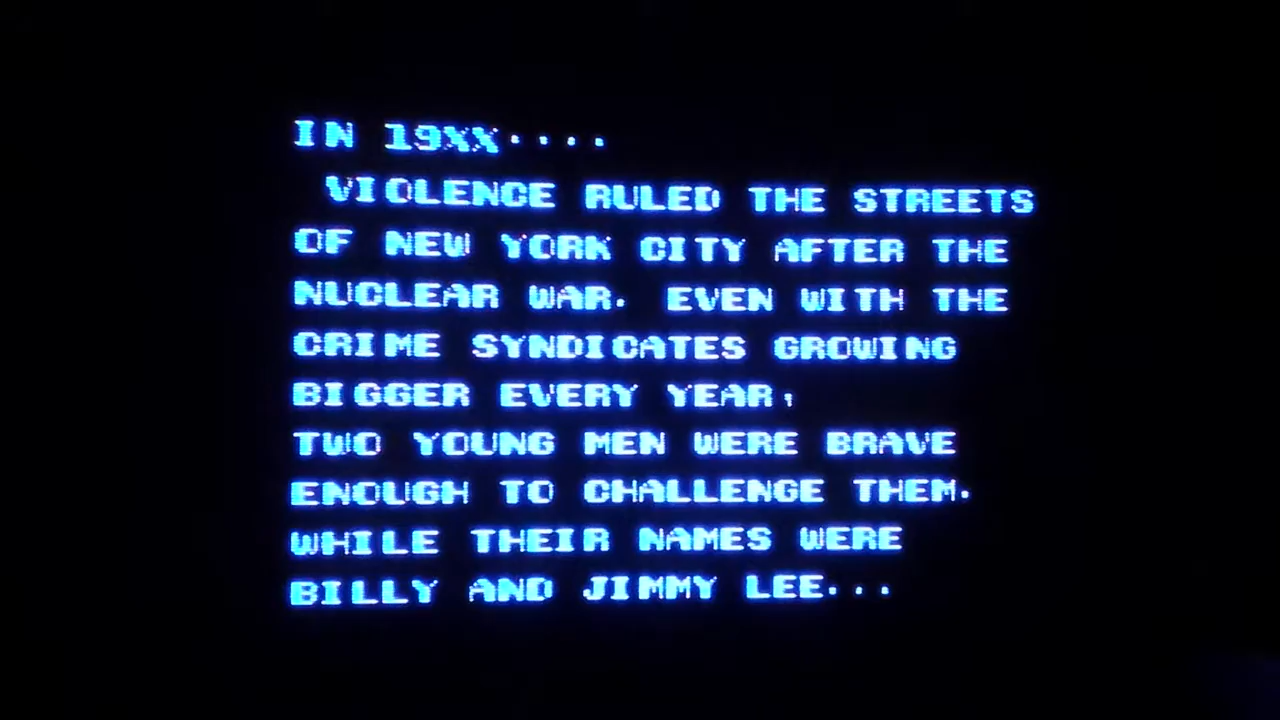 IN 19XX....
VIOLENCE RULED THE STREETS
OF NEW YORK CITY AFTER THE
NUCLEAR WAR. EVEN WITH THE
CRIME SYNDICATES GROWING
BIGGER EVERY YEAR,
TWO YOUNG MEN WERE BRAVE
ENOUGH TO CHALLENGE THEM.
WHILE THEIR NAMES WERE
BILLY AND JIMMY LEE...